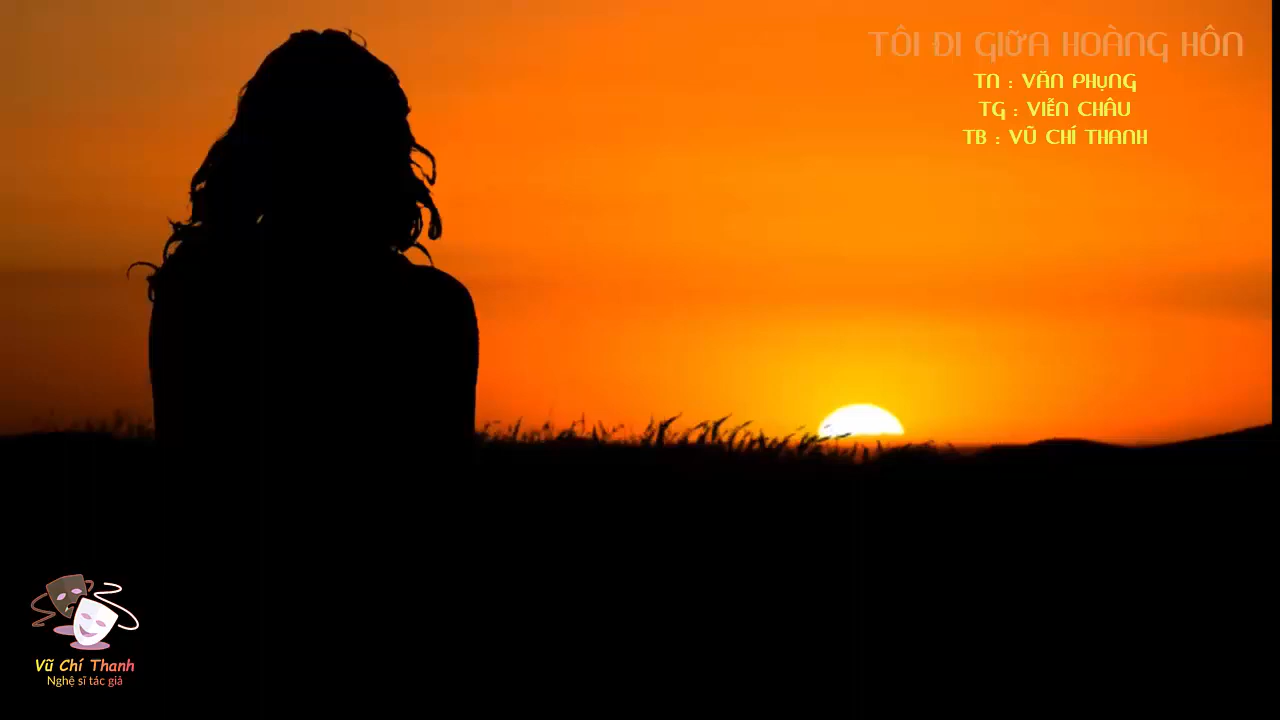 TÔI ĐI GIỮA HOÀNG HÔN
TN : VĂN PHỤNG
TG : VIỄN CHÂU
TB : VŨ CHÍ THANH
Vũ Chí Thanh
Nghệ sĩ tác giả